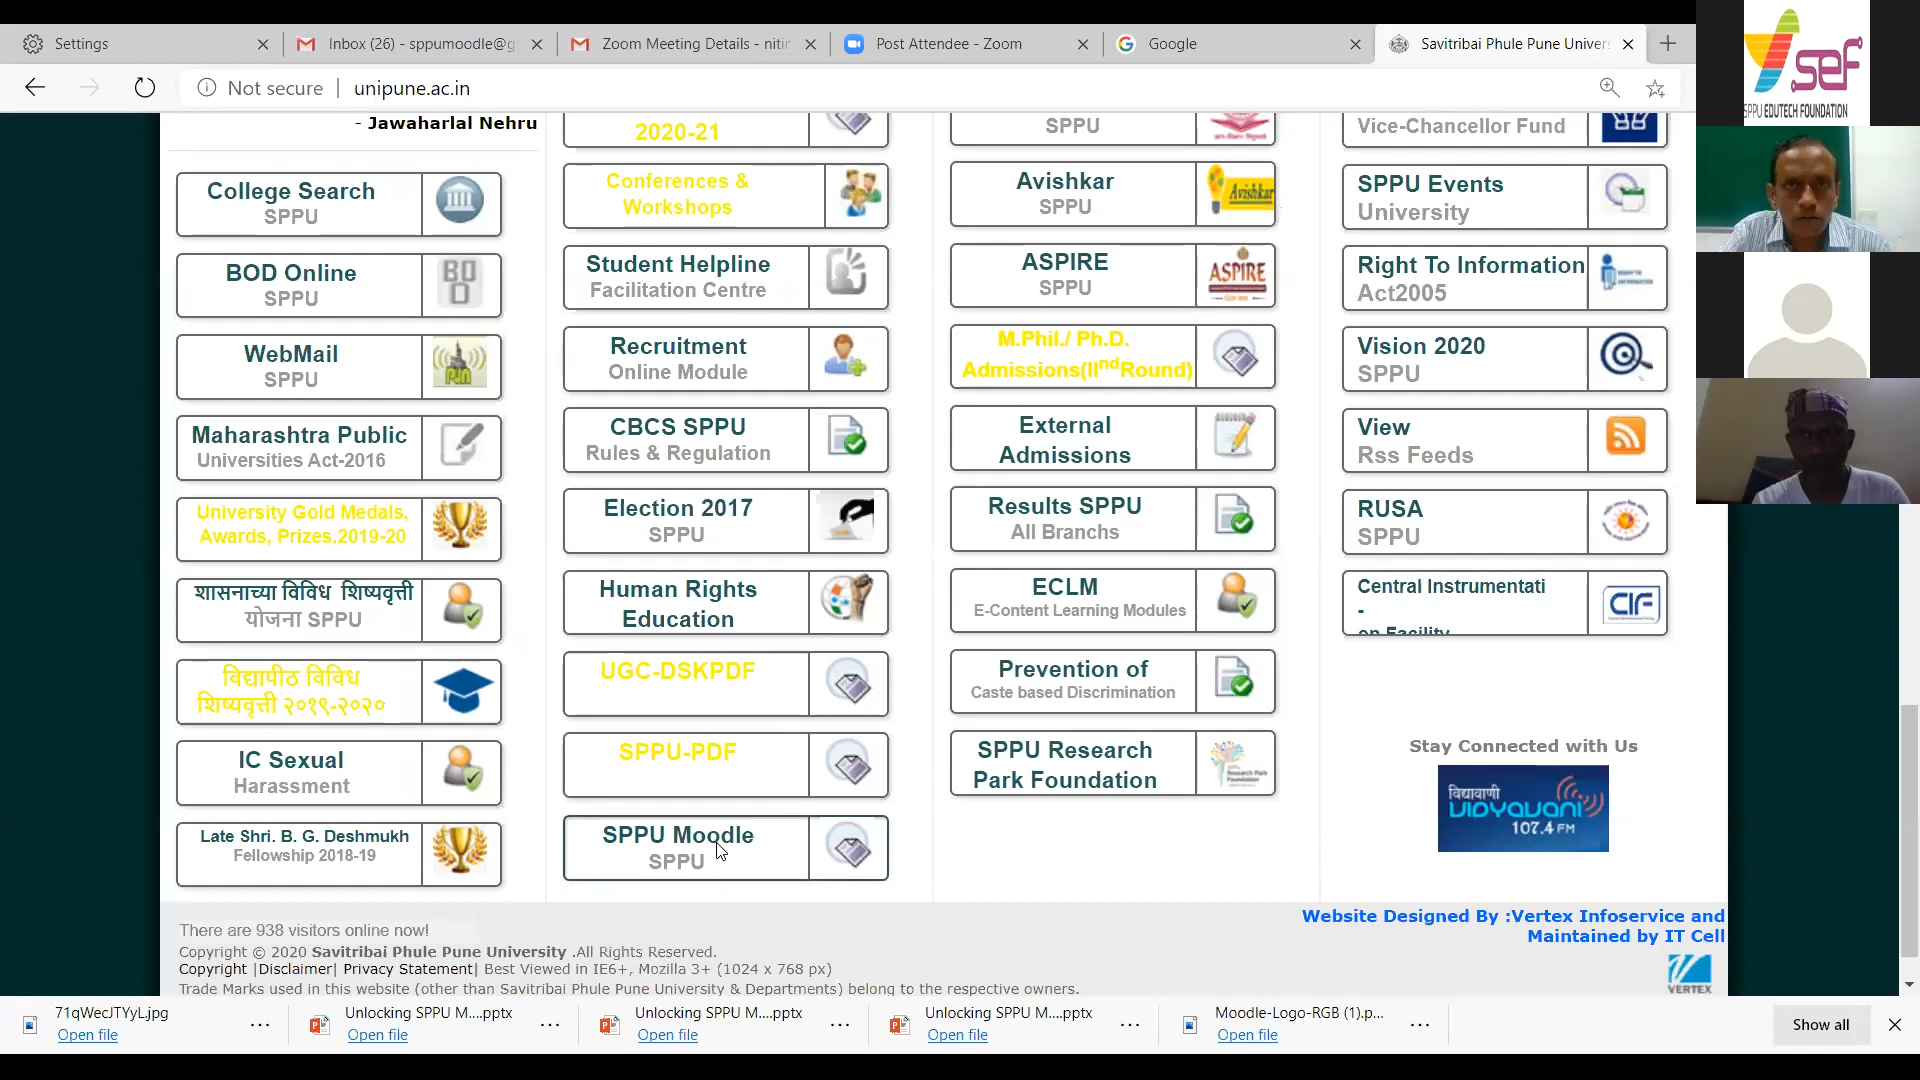 Settings
Inbox (26) - sppumoodle@g
Zoom Meeting Details - nitin
Post Attendee - Zoom
Google
Savitribai Phule Pune Univer
Not secure
unipune.ac.in
- Jawaharlal Nehru
College Search
SPPU
BOD Online
SPPU
BOD
WebMail
SPPU
Maharashtra Public
Universities Act-2016
University Gold Medals,
Awards, Prizes,2019-20
शासनाच्या विविध शिष्यवृत्ती
योजना SPPU
विद्यापीठ विविध
शिष्यवृत्ती २०१९-२०२०
IC Sexual
Harassment
Late Shri. B. G. Deshmukh
Fellowship 2018-19
2020-21
Conferences &
Workshops
Student Helpline
Facilitation Centre
Recruitment
Online Module
CBCS SPPU
Rules & Regulation
Election 2017
SPPU
Human Rights
Education
UGC-DSKPDF
SPPU-PDF
SPPU Moodle
SPPU
SPPU
Avishkar
SPPU
Avishkar
ASPIRE
SPPU
ASPIRE
M.Phil./ Ph.D.
Admissions(IIndRound)
External
Admissions
Results SPPU
All Branchs
ECLM
E-Content Learning Modules
Prevention of
Caste based Discrimination
SPPU Research
Park Foundation
Vice-Chancellor Fund
SPPU Events
University
Right To Information
Act2005
Vision 2020
SPPU
View
Rss Feeds
RUSA
SPPU
Central Instrumentati
-
on Facility
CIF
Stay Connected with Us
विद्यावाणी
VIDYAVANI
107.4 FM
There are 938 visitors online now!
Copyright © 2020 Savitribai Phule Pune University .All Rights Reserved.
Copyright |Disclaimer| Privacy Statement| Best Viewed in IE6+, Mozilla 3+ (1024 x 768 px)
Trade Marks used in this website (other than Savitribai Phule Pune University & Departments) belong to the respective owners.
Website Designed By :Vertex Infoservice and
Maintained by IT Cell
VERTEX
71qWecJTYyL.jpg
Open file
Unlocking SPPU M....pptx
Open file
Unlocking SPPU M....pptx
Open file
Unlocking SPPU M....pptx
Open file
Moodle-Logo-RGB (1).p...
Open file
Show all
sef
SPPU EDUTECH FOUNDATION